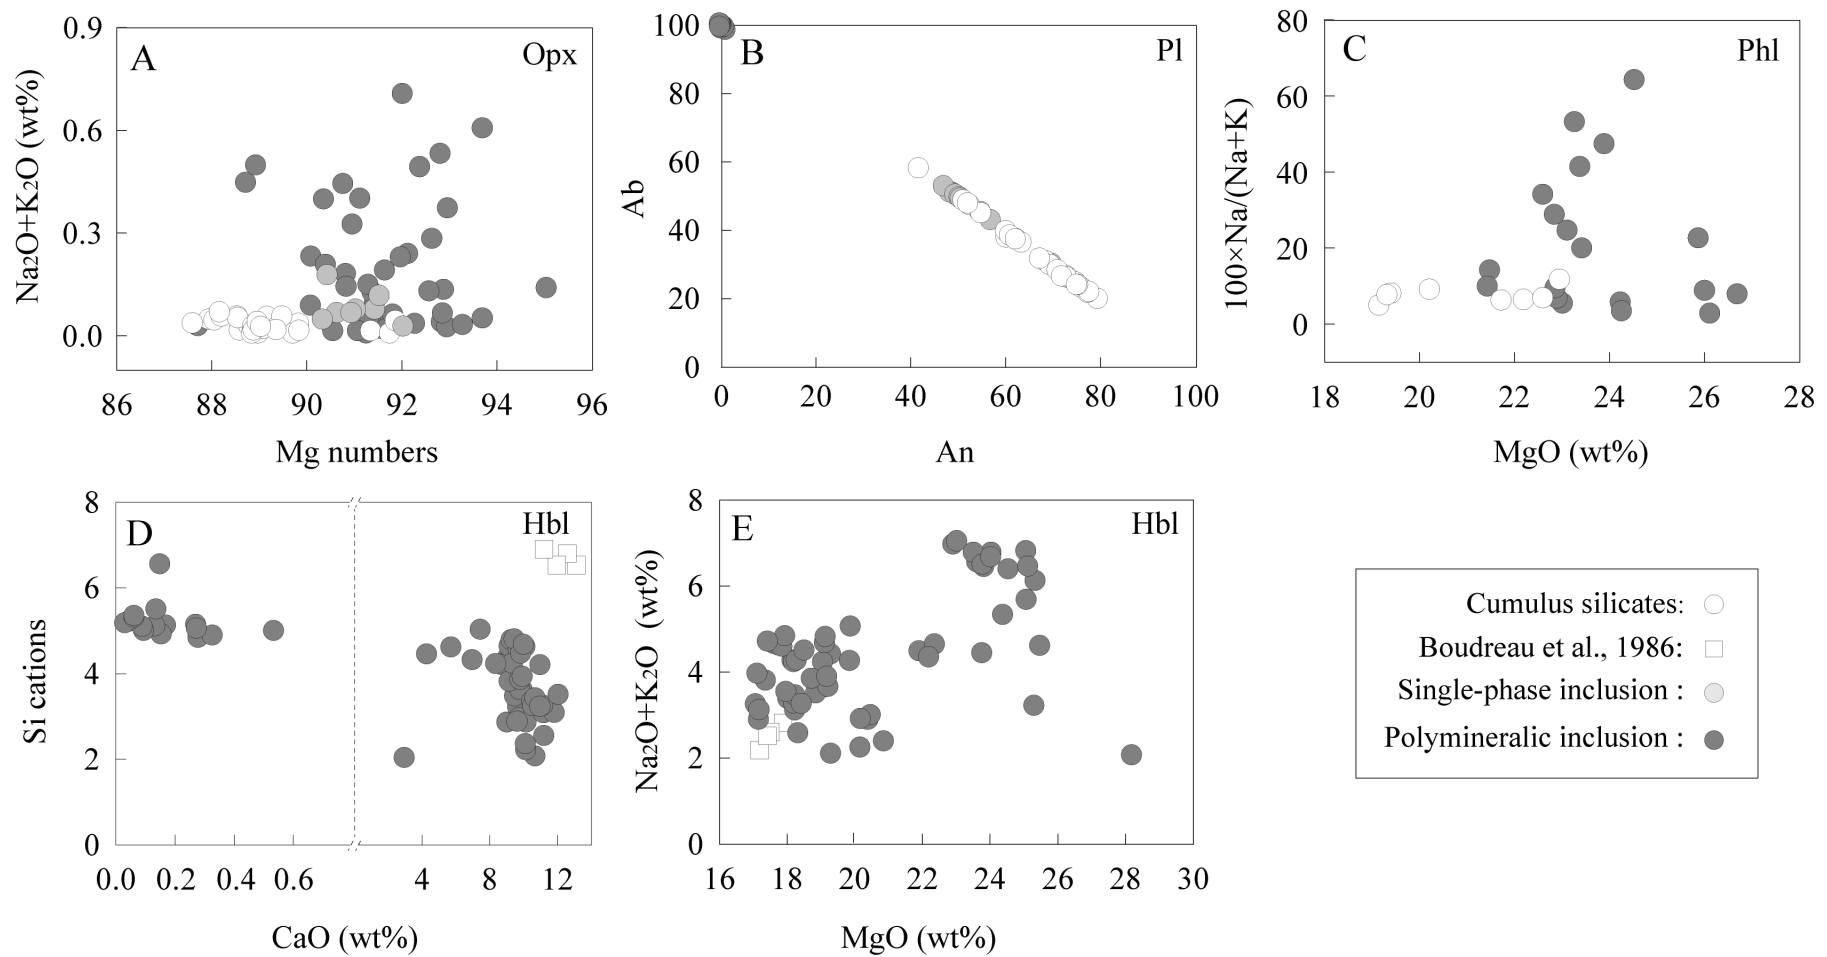 A
Opx
Na2O+K2O (wt%)
0.9
0.6
0.3
0.0
86 88 90 92 94 96
Mg numbers
B
Pl
Ab
100
80
60
40
20
0
0 20 40 60 80 100
An
C
Phl
100×Na/(Na+K)
80
60
40
20
0
18 20 22 24 26 28
MgO (wt%)
D
Hbl
Si cations
8
6
4
2
0
0.0 0.2 0.4 0.6 4 8 12
CaO (wt%)
E
Hbl
Na2O+K2O (wt%)
8
6
4
2
0
16 18 20 22 24 26 28 30
MgO (wt%)
Cumulus silicates:
Boudreau et al., 1986:
Single-phase inclusion :
Polymineralic inclusion :